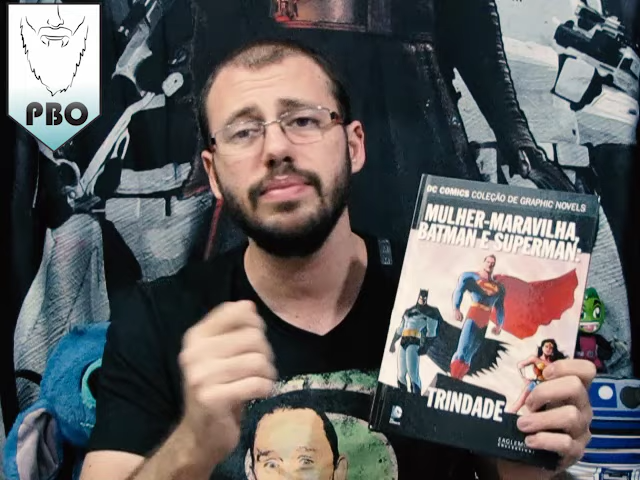 PBO
DC COMICS COLEÇÃO DE GRAPHIC NOVELS
MULHER-MARAVILHA,
BATMAN E SUPERMAN:
TRINDADE
EAGLEMOSS